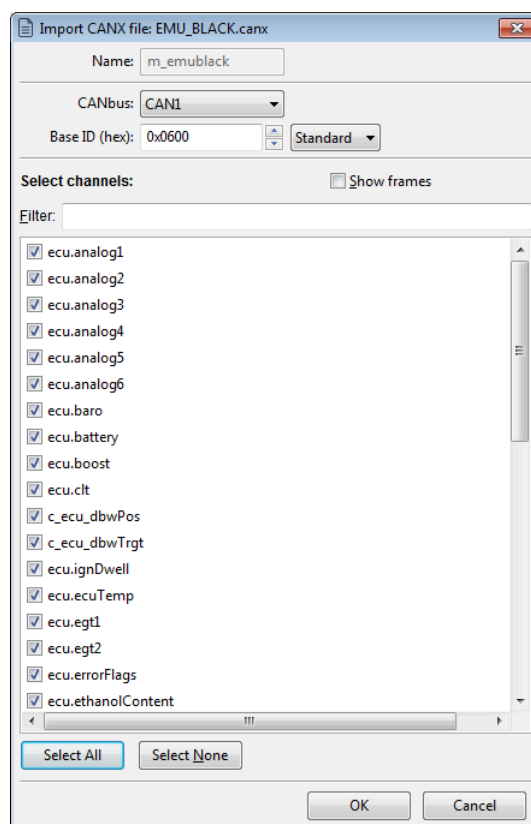 Import CANX file: EMU_BLACK.canx
Name: m_emublack
CANbus: CAN1
Base ID (hex): 0x0600 Standard
Select channels: Show frames
Filter:
ecu.analog1
ecu.analog2
ecu.analog3
ecu.analog4
ecu.analog5
ecu.analog6
ecu.baro
ecu.battery
ecu.boost
ecu.clt
c_ecu_dbwPos
c_ecu_dbwTrgt
ecu.ignDwell
ecu.ecuTemp
ecu.egt1
ecu.egt2
ecu.errorFlags
ecu.ethanolContent
Select All Select None
OK Cancel